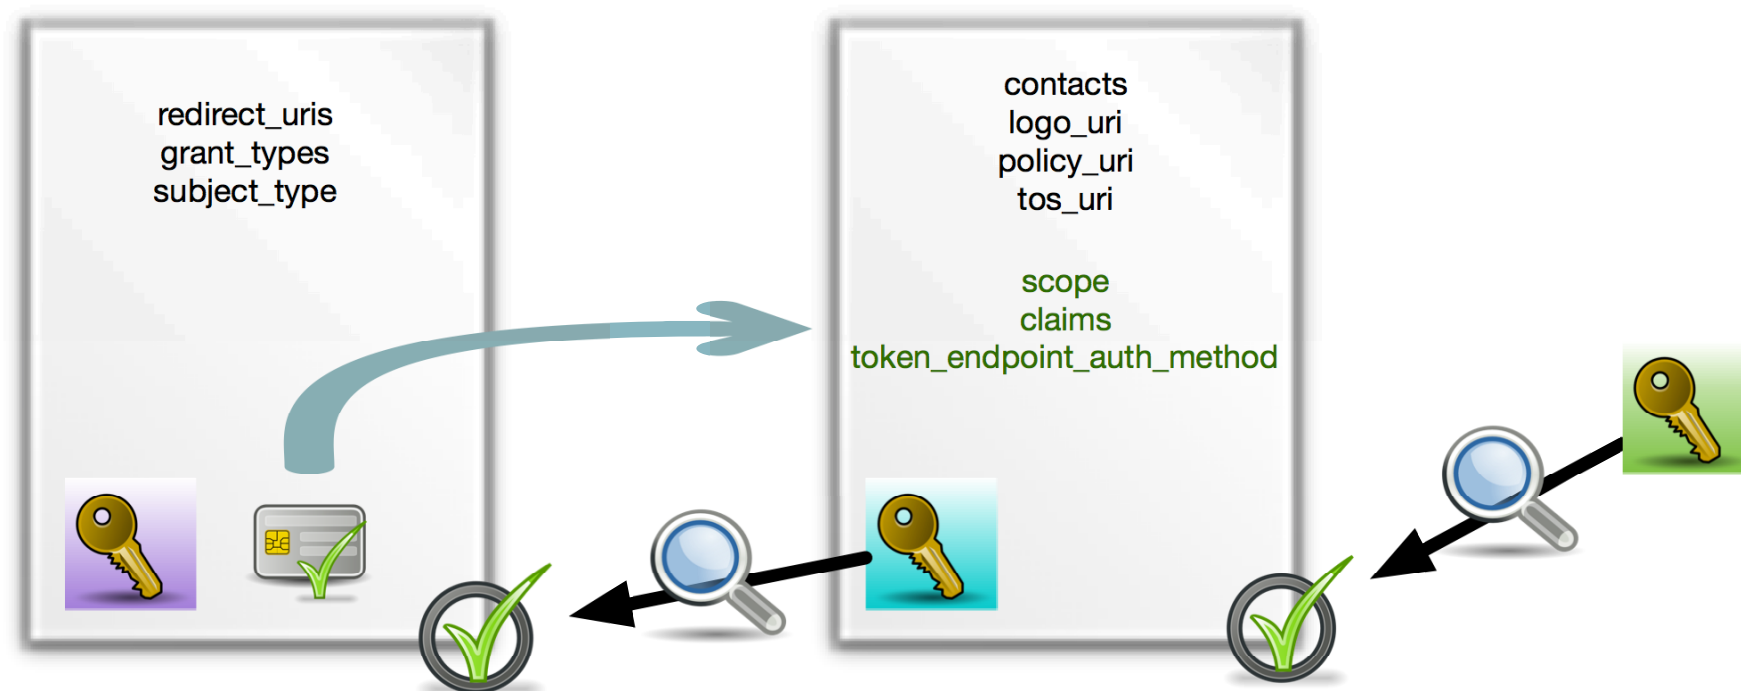 redirect_uris
grant_types
subject_type
contacts
logo_uri
policy_uri
tos_uri
scope
claims
token_endpoint_auth_method